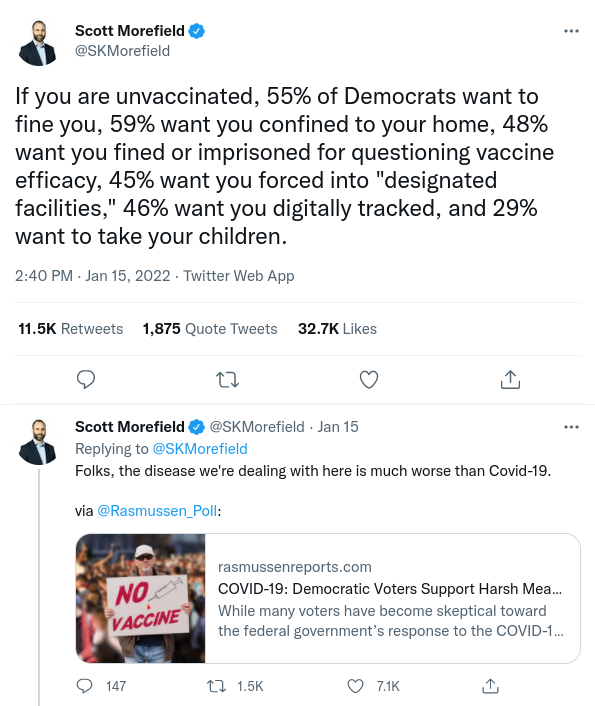 Scott Morefield
@SKMorefield
If you are unvaccinated, 55% of Democrats want to
fine you, 59% want you confined to your home, 48%
want you fined or imprisoned for questioning vaccine
efficacy, 45% want you forced into "designated
facilities," 46% want you digitally tracked, and 29%
want to take your children.
2:40 PM · Jan 15, 2022 · Twitter Web App
11.5K Retweets 1,875 Quote Tweets 32.7K Likes
Scott Morefield @SKMorefield · Jan 15
Replying to @SKMorefield
Folks, the disease we're dealing with here is much worse than Covid-19.
via @Rasmussen_Poll:
NO
VACCINE
rasmussenreports.com
COVID-19: Democratic Voters Support Harsh Mea...
While many voters have become skeptical toward
the federal government's response to the COVID-1...
147 1.5K 7.1K